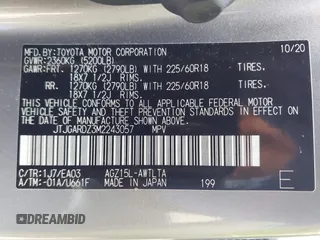 MFD.BY:TOYOTA MOTOR CORPORATION 10/20
GVWR:2360KG (5200LB)
GAWR:FRT. 1270KG (2790LB) WITH 225/60R18 TIRES.
18X7 1/2J RIMS.
RR. 1270KG (2790LB) WITH 225/60R18 TIRES.
18X7 1/2J RIMS.
THIS VEHICLE CONFORMS TO ALL APPLICABLE
FEDERAL MOTOR VEHICLE SAFETY, BUMPER,
AND THEFT PREVENTION STANDARDS IN EFFECT ON
THE DATE OF MANUFACTURE SHOWN ABOVE.
JTJGARDZ3M2243057 MPV
C/TR:1J7/EA03 AGZ15L-AWTLTA
A/TM:-01A/U661F MADE IN JAPAN 199 E
© DREAMBID